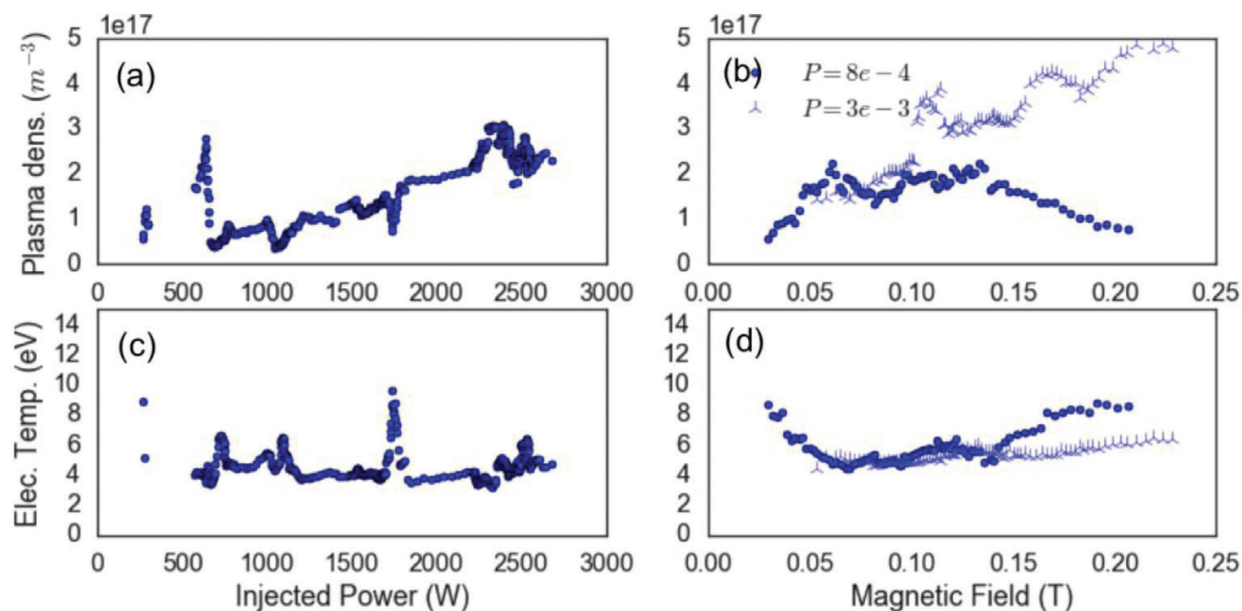 1e17
Plasma dens. (m⁻³)
5
4
3
2
1
0
(a)
0 500 1000 1500 2000 2500 3000
1e17
5
4
3
2
1
0
(b)
P = 8e − 4
P = 3e − 3
0.00 0.05 0.10 0.15 0.20 0.25
Elec. Temp. (eV)
14
12
10
8
6
4
2
0
(c)
0 500 1000 1500 2000 2500 3000
Injected Power (W)
14
12
10
8
6
4
2
0
(d)
0.00 0.05 0.10 0.15 0.20 0.25
Magnetic Field (T)